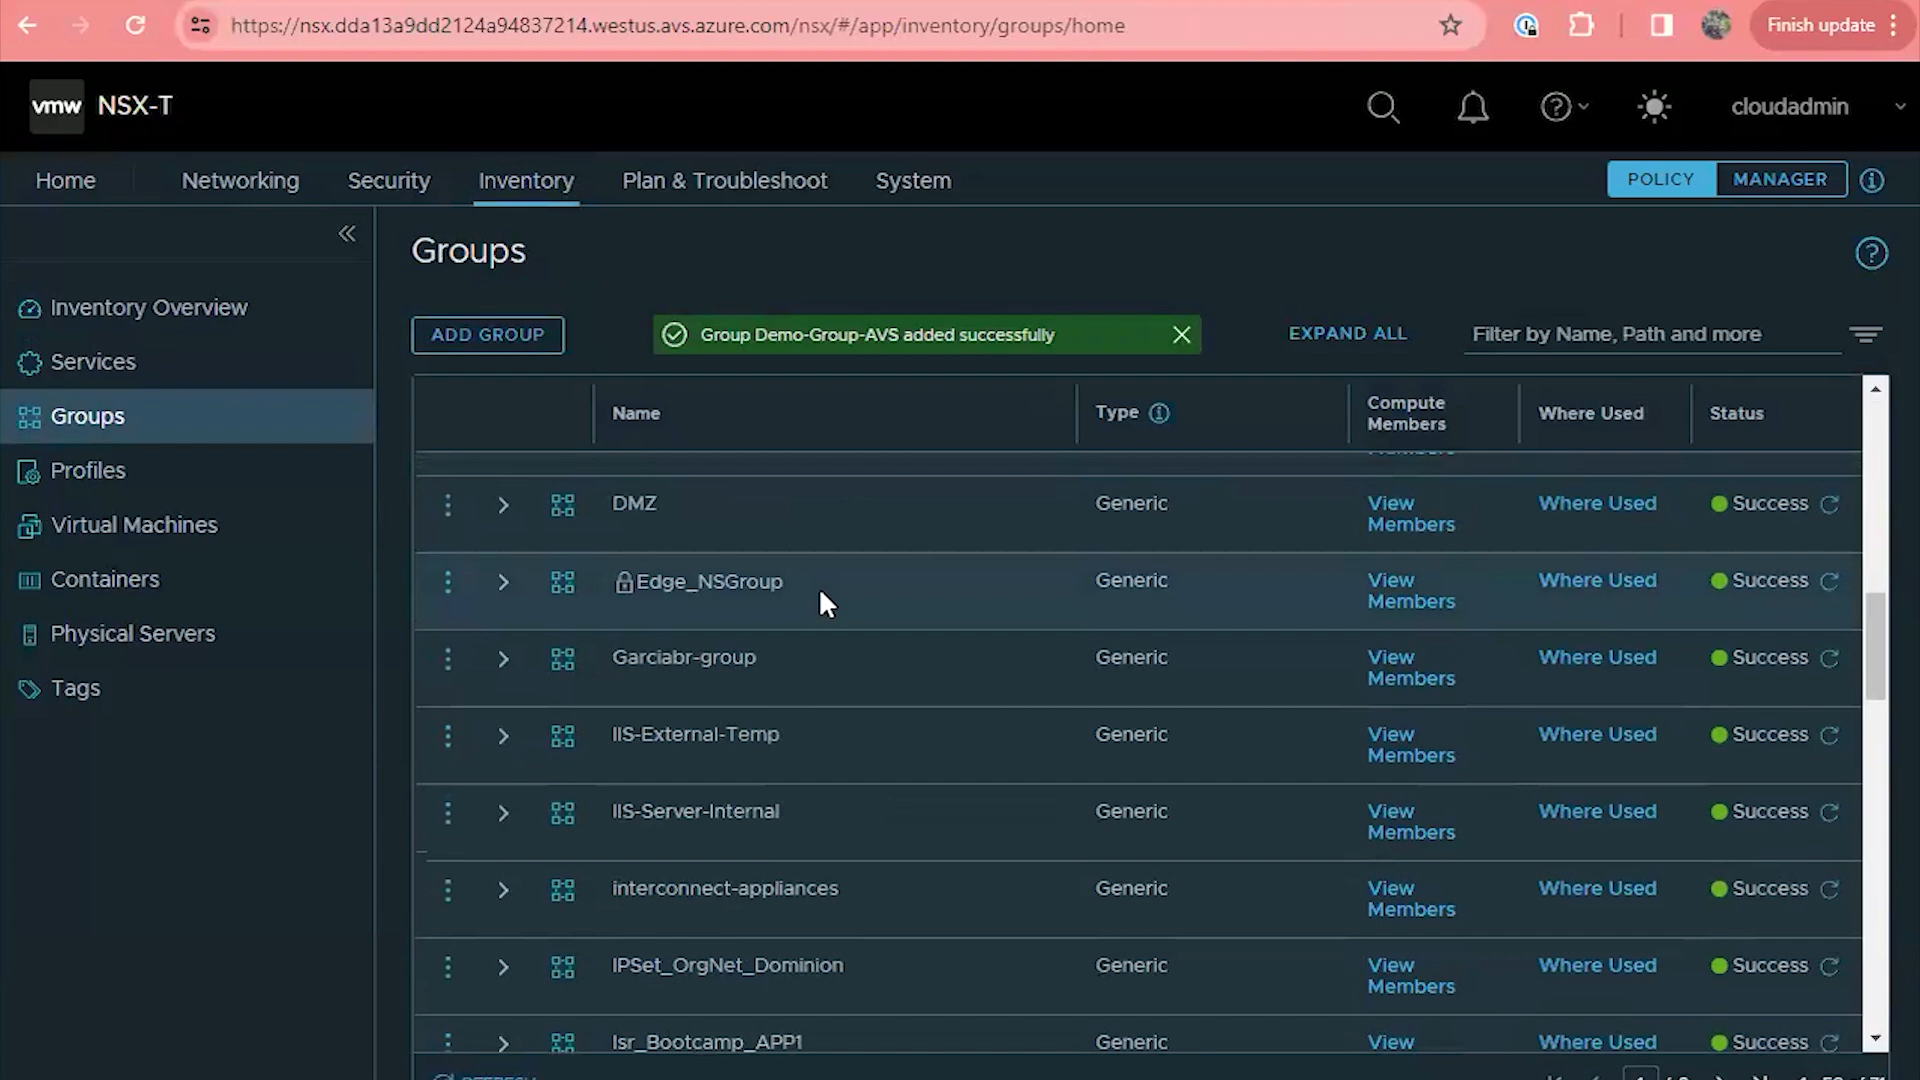 https://nsx.dda13a9dd2124a94837214.westus.avs.azure.com/nsx/#/app/inventory/groups/home
Finish update
vmw NSX-T
cloudadmin
Home
Networking
Security
Inventory
Plan & Troubleshoot
System
POLICY
MANAGER
Groups
Inventory Overview
Services
Groups
Profiles
Virtual Machines
Containers
Physical Servers
Tags
ADD GROUP
Group Demo-Group-AVS added successfully
EXPAND ALL
Filter by Name, Path and more
Name
Type
Compute
Members
Where Used
Status
DMZ
Generic
View
Members
Where Used
Success
Edge_NSGroup
Generic
View
Members
Where Used
Success
Garciabr-group
Generic
View
Members
Where Used
Success
IIS-External-Temp
Generic
View
Members
Where Used
Success
IIS-Server-Internal
Generic
View
Members
Where Used
Success
interconnect-appliances
Generic
View
Members
Where Used
Success
IPSet_OrgNet_Dominion
Generic
View
Members
Where Used
Success
lsr_Bootcamp_APP1
Generic
View
Where Used
Success
REFRESH